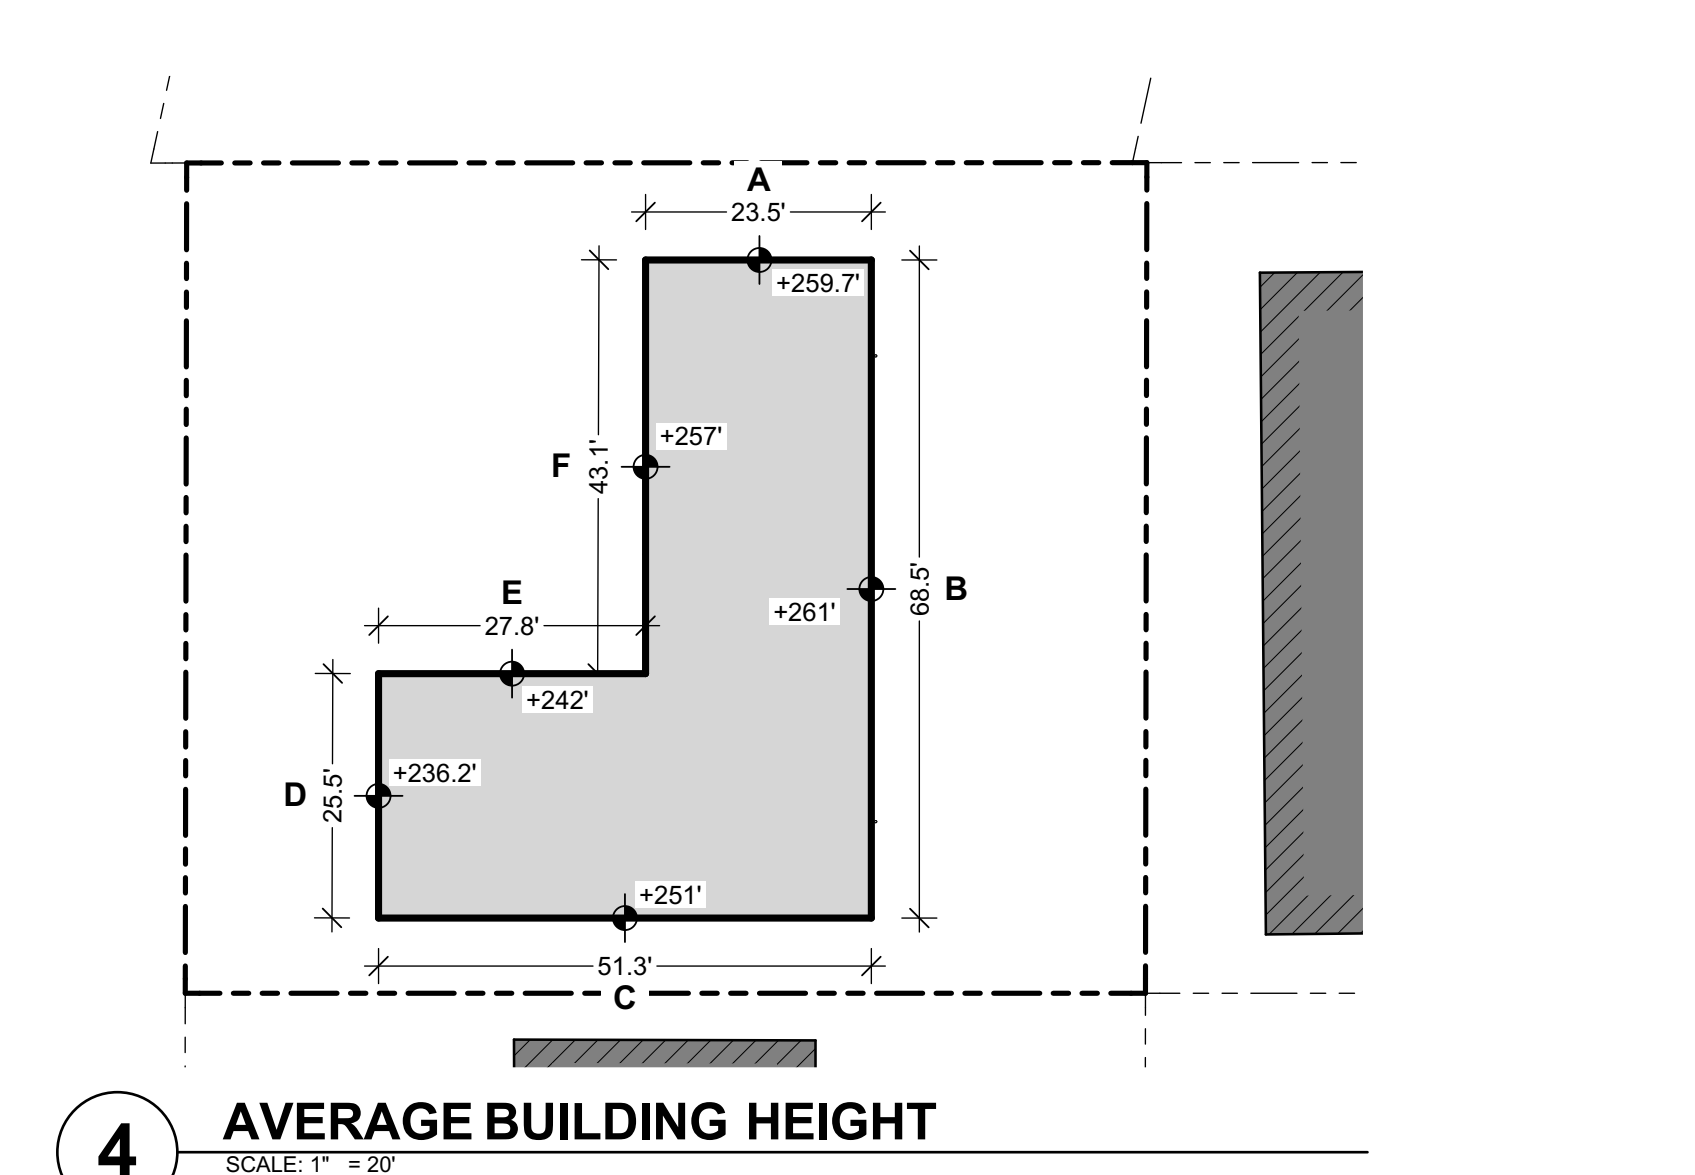 A
23.5'
+259.7'
+257'
F
43.1'
E
27.8'
68.5'
B
+261'
+242'
+236.2'
D
25.5'
+251'
51.3'
C
4
AVERAGE BUILDING HEIGHT
SCALE: 1" = 20'